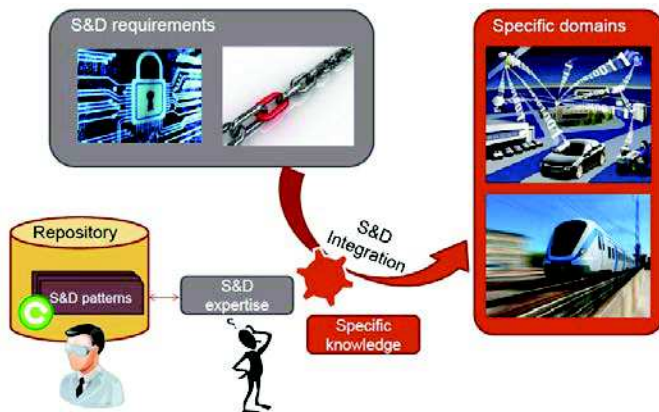 S&D requirements
Specific domains
S&D
Integration
Repository
S&D patterns
S&D
expertise
Specific
knowledge